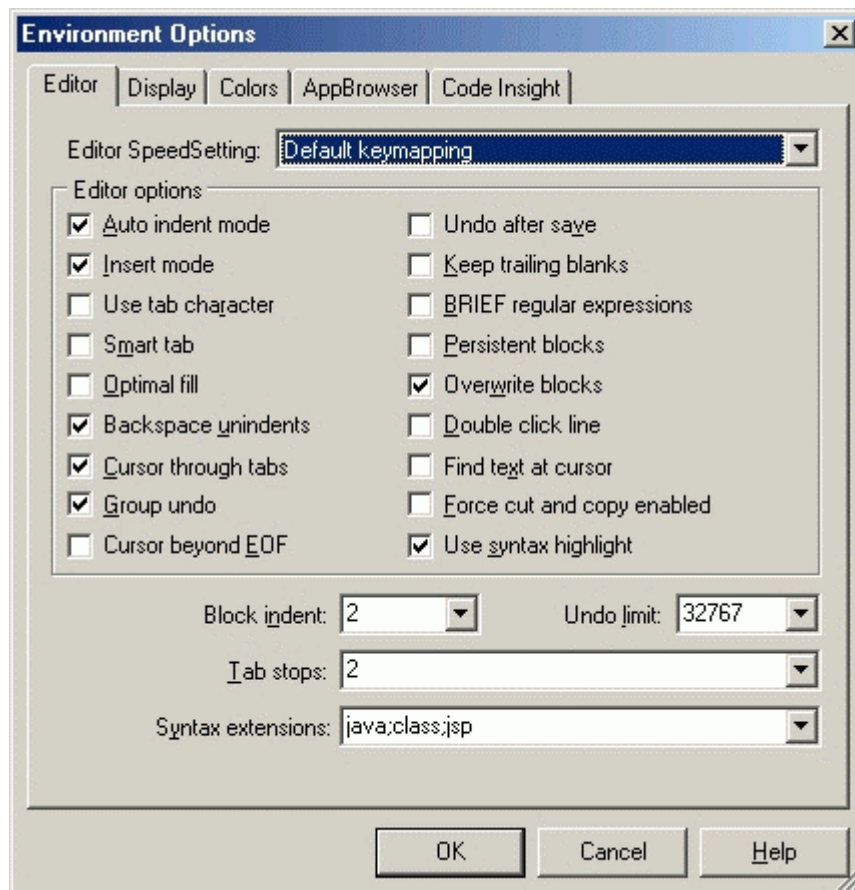 Environment Options
Editor Display Colors AppBrowser Code Insight
Editor SpeedSetting: Default keymapping
Editor options
Auto indent mode
Insert mode
Use tab character
Smart tab
Optimal fill
Backspace unindents
Cursor through tabs
Group undo
Cursor beyond EOF
Undo after save
Keep trailing blanks
BRIEF regular expressions
Persistent blocks
Overwrite blocks
Double click line
Find text at cursor
Force cut and copy enabled
Use syntax highlight
Block indent: 2 Undo limit: 32767
Tab stops: 2
Syntax extensions: java;class;jsp
OK Cancel Help